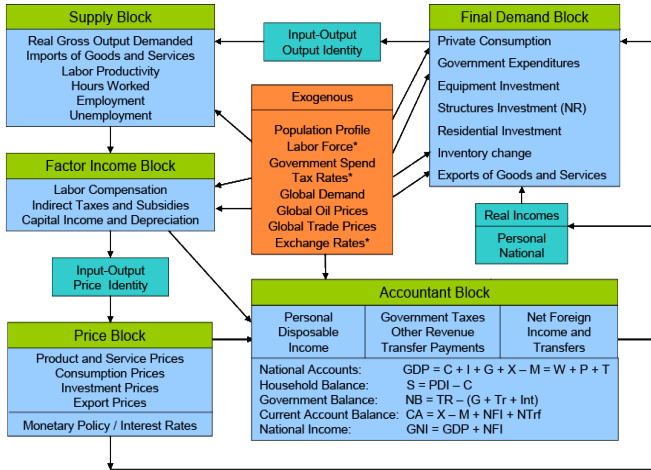 Supply Block
Real Gross Output Demanded
Imports of Goods and Services
Labor Productivity
Hours Worked
Employment
Unemployment
Input-Output
Output Identity
Final Demand Block
Private Consumption
Government Expenditures
Equipment Investment
Structures Investment (NR)
Residential Investment
Inventory change
Exports of Goods and Services
Exogenous
Population Profile
Labor Force*
Government Spend
Tax Rates*
Global Demand
Global Oil Prices
Global Trade Prices
Exchange Rates*
Factor Income Block
Labor Compensation
Indirect Taxes and Subsidies
Capital Income and Depreciation
Real Incomes
Personal
National
Input-Output
Price Identity
Price Block
Product and Service Prices
Consumption Prices
Investment Prices
Export Prices
Monetary Policy / Interest Rates
Accountant Block
Personal
Disposable
Income
Government Taxes
Other Revenue
Transfer Payments
Net Foreign
Income and
Transfers
National Accounts: GDP = C + I + G + X – M = W + P + T
Household Balance: S = PDI – C
Government Balance: NB = TR – (G + Tr + Int)
Current Account Balance: CA = X – M + NFI + NTrf
National Income: GNI = GDP + NFI